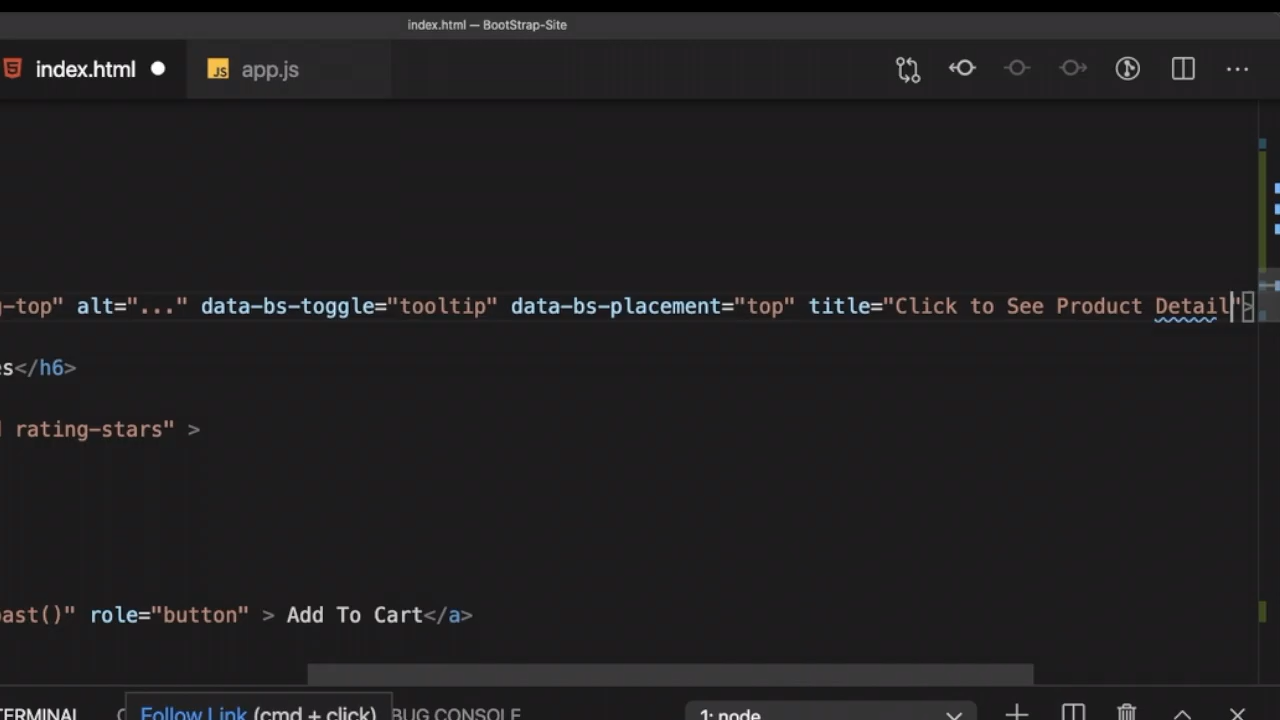 index.html — BootStrap-Site
index.html
JS app.js
-top" alt="..." data-bs-toggle="tooltip" data-bs-placement="top" title="Click to See Product Detail">
s</h6>
rating-stars" >
ast()" role="button" > Add To Cart</a>
TERMINAL
Follow Link (cmd + click)
BUG CONSOLE
1: node